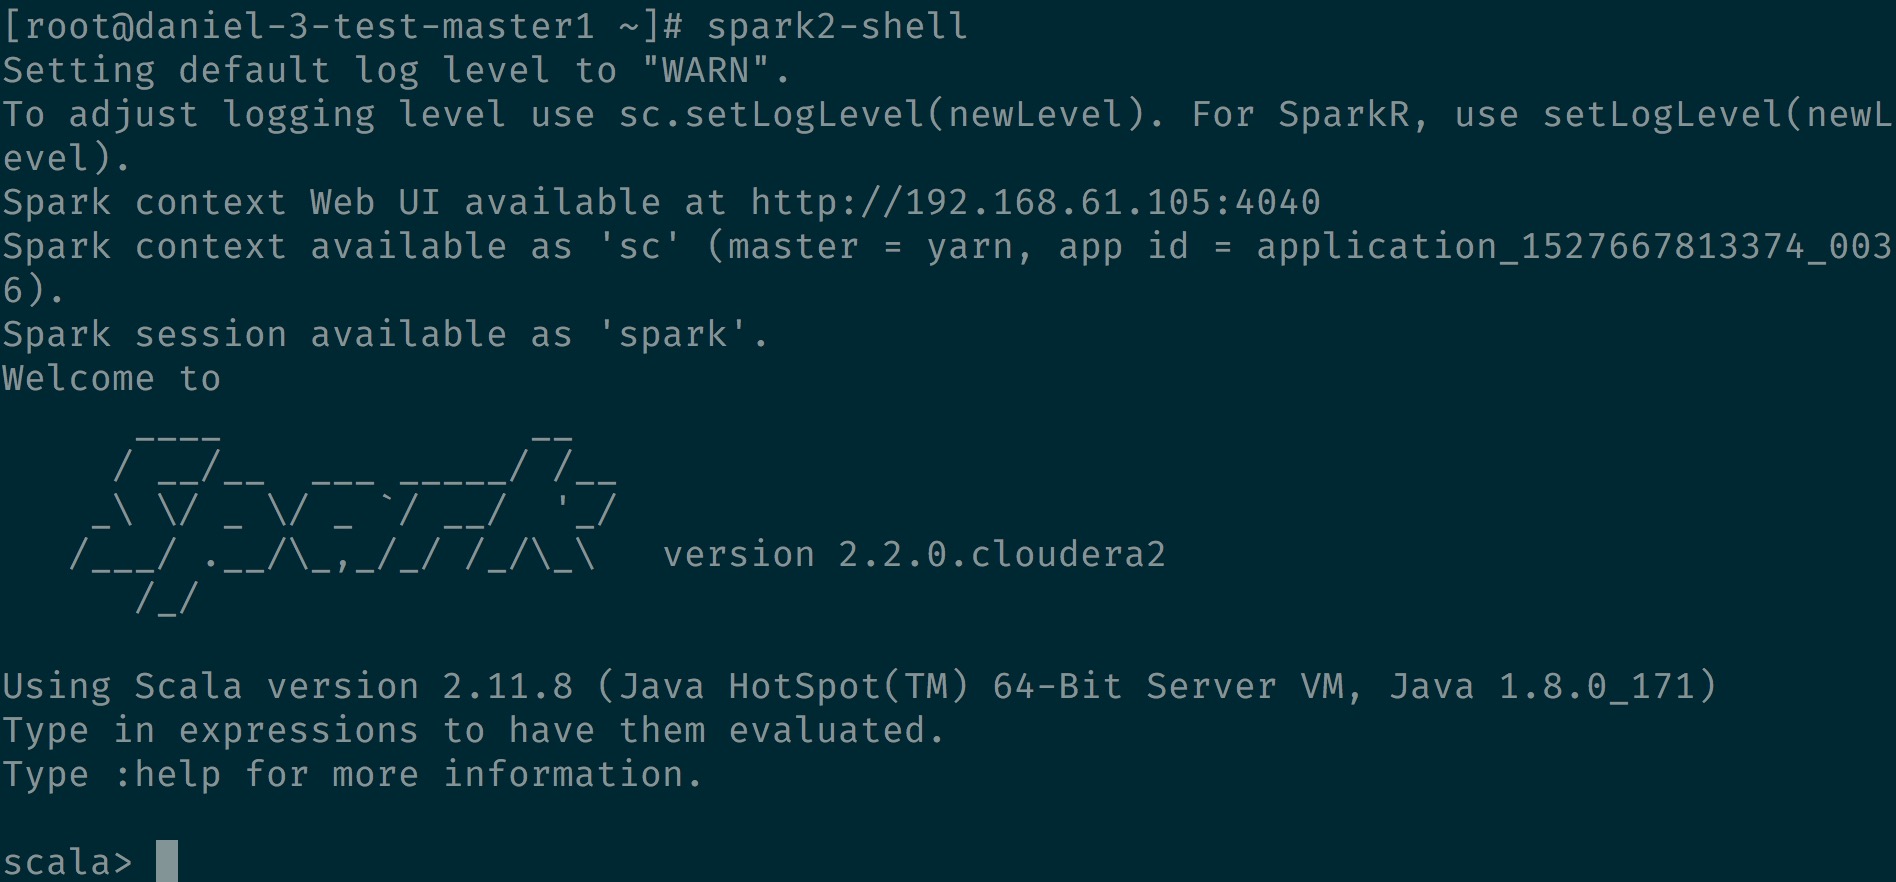 [root@daniel-3-test-master1 ~]# spark2-shell
Setting default log level to "WARN".
To adjust logging level use sc.setLogLevel(newLevel). For SparkR, use setLogLevel(newL
evel).
Spark context Web UI available at http://192.168.61.105:4040
Spark context available as 'sc' (master = yarn, app id = application_1527667813374_003
6).
Spark session available as 'spark'.
Welcome to
      ____              __
     / __/__  ___ _____/ /__
    _\ \/ _ \/ _ `/ __/  '_/
   /___/ .__/\_,_/_/ /_/\_\   version 2.2.0.cloudera2
      /_/
Using Scala version 2.11.8 (Java HotSpot(TM) 64-Bit Server VM, Java 1.8.0_171)
Type in expressions to have them evaluated.
Type :help for more information.
scala>